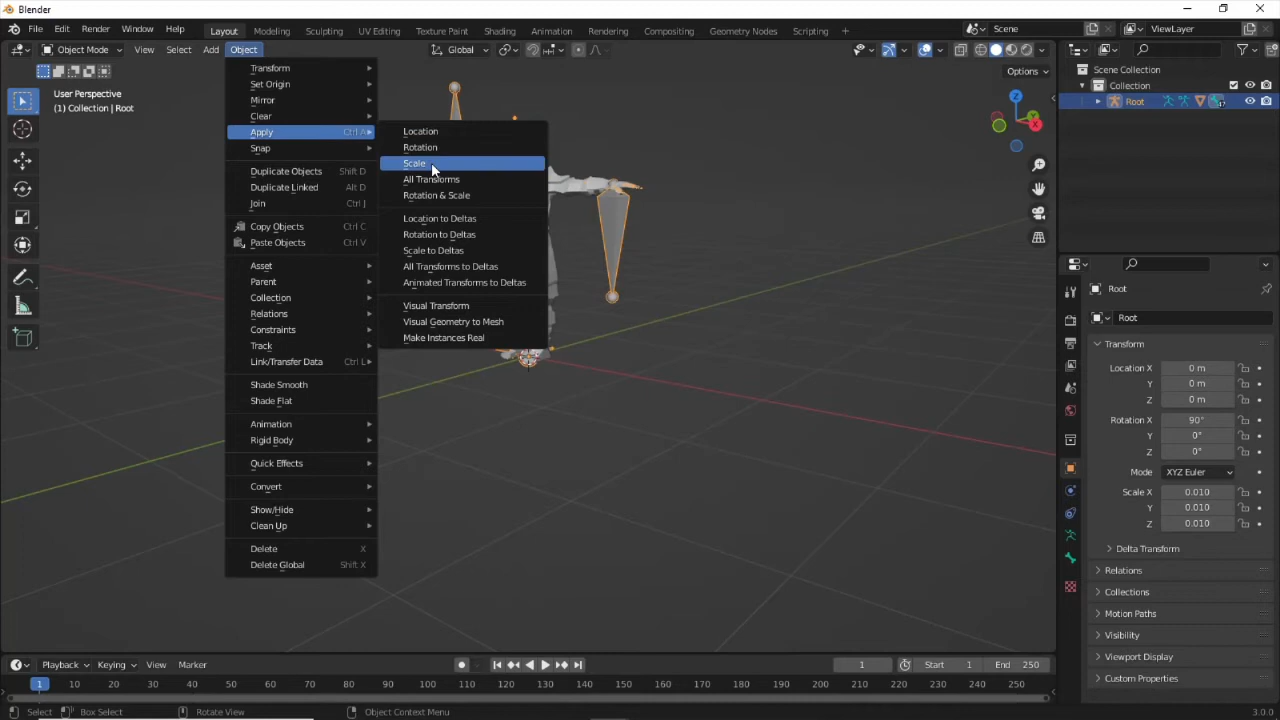 Blender
File Edit Render Window Help Layout Modeling Sculpting UV Editing Texture Paint Shading Animation Rendering Compositing Geometry Nodes Scripting + Scene ViewLayer
Object Mode View Select Add Object Global
Options
User Perspective
(1) Collection | Root
Transform
Set Origin
Mirror
Clear
Apply Ctrl A
Snap
Duplicate Objects Shift D
Duplicate Linked Alt D
Join Ctrl J
Copy Objects Ctrl C
Paste Objects Ctrl V
Asset
Parent
Collection
Relations
Constraints
Track
Link/Transfer Data Ctrl L
Shade Smooth
Shade Flat
Animation
Rigid Body
Quick Effects
Convert
Show/Hide
Clean Up
Delete X
Delete Global Shift X
Location
Rotation
Scale
All Transforms
Rotation & Scale
Location to Deltas
Rotation to Deltas
Scale to Deltas
All Transforms to Deltas
Animated Transforms to Deltas
Visual Transform
Visual Geometry to Mesh
Make Instances Real
Z
X
Scene Collection
Collection
Root 17
Root
Root
Transform
Location X 0 m
Y 0 m
Z 0 m
Rotation X 90°
Y 0°
Z 0°
Mode XYZ Euler
Scale X 0.010
Y 0.010
Z 0.010
Delta Transform
Relations
Collections
Motion Paths
Visibility
Viewport Display
Custom Properties
Playback Keying View Marker 1 Start 1 End 250
1 10 20 30 40 50 60 70 80 90 100 110 120 130 140 150 160 170 180 190 200 210 220 230 240 250
Select Box Select Rotate View Object Context Menu 3.0.0